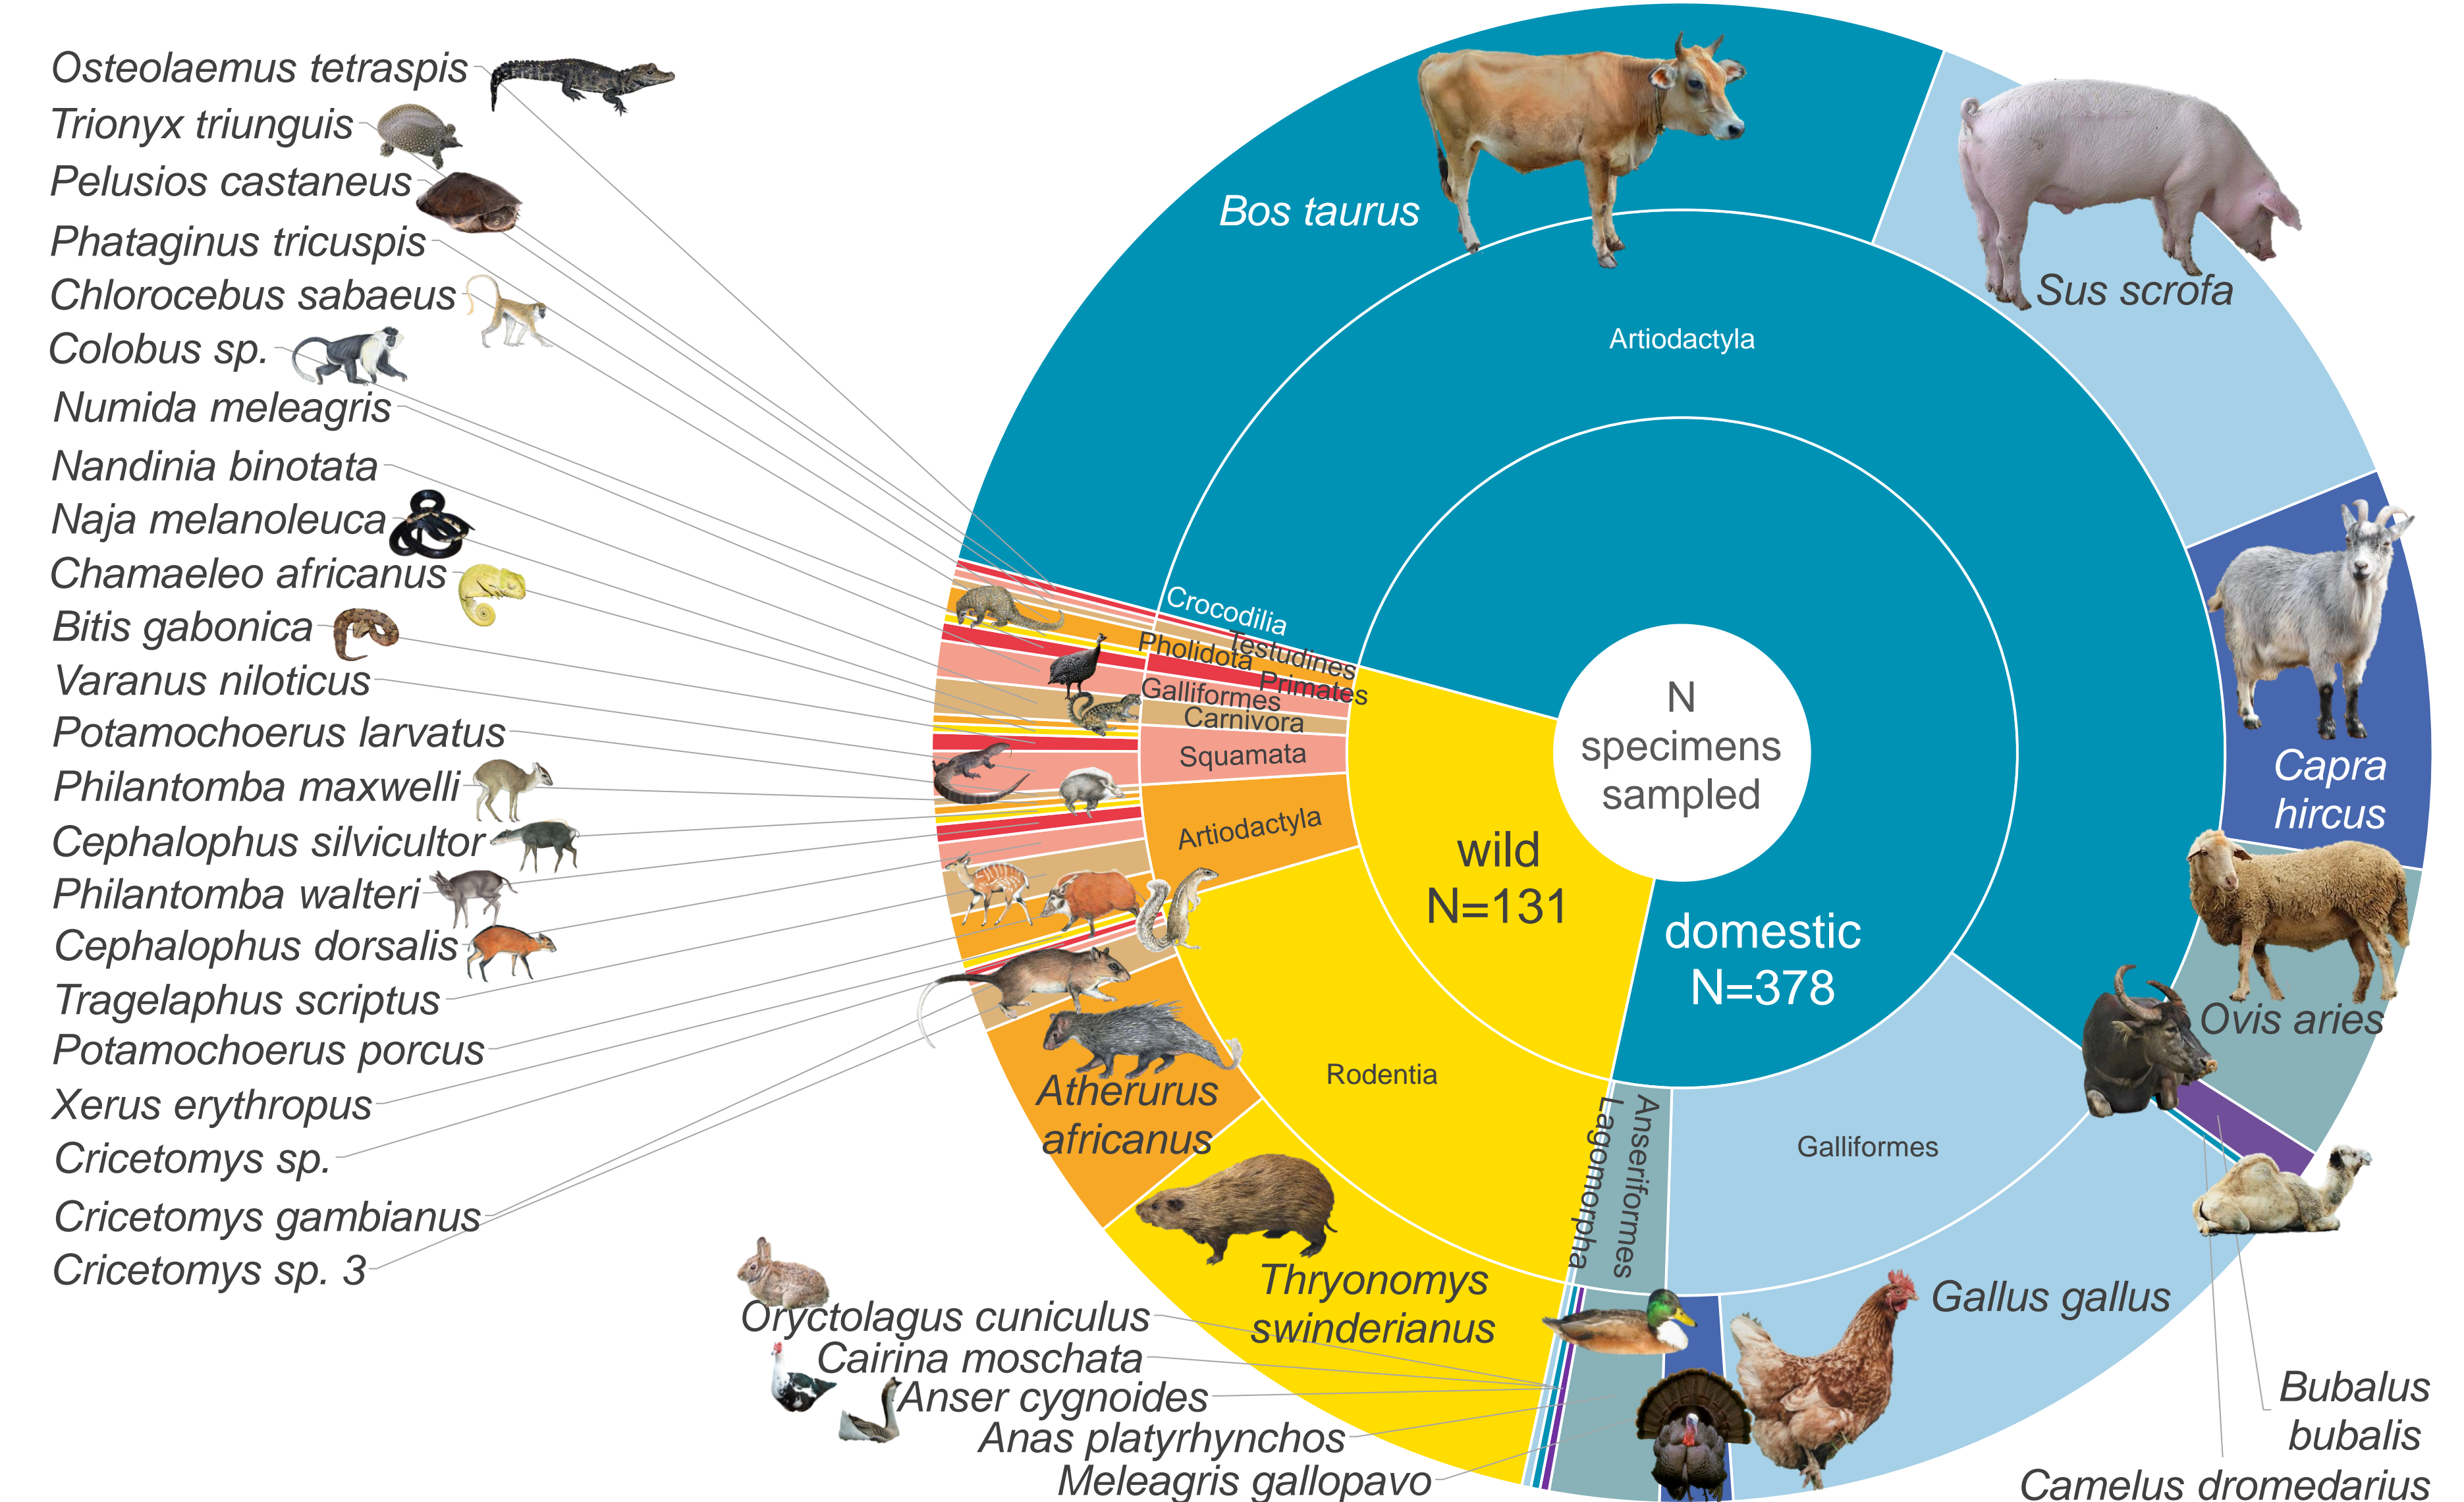 Osteolaemus tetraspis
Trionyx triunguis
Pelusios castaneus
Phataginus tricuspis
Chlorocebus sabaeus
Colobus sp.
Numida meleagris
Nandinia binotata
Naja melanoleuca
Chamaeleo africanus
Bitis gabonica
Varanus niloticus
Potamochoerus larvatus
Philantomba maxwelli
Cephalophus silvicultor
Philantomba walteri
Cephalophus dorsalis
Tragelaphus scriptus
Potamochoerus porcus
Xerus erythropus
Cricetomys sp.
Cricetomys gambianus
Cricetomys sp. 3
Bos taurus
Sus scrofa
Artiodactyla
Capra
hircus
Ovis aries
Crocodilia
Testudines
Pholidota
Primates
Galliformes
Carnivora
Squamata
Artiodactyla
N
specimens
sampled
wild
N=131
domestic
N=378
Rodentia
Lagomorpha
Anseriformes
Galliformes
Atherurus
africanus
Thryonomys
swinderianus
Gallus gallus
Oryctolagus cuniculus
Cairina moschata
Anser cygnoides
Anas platyrhynchos
Meleagris gallopavo
Bubalus
bubalis
Camelus dromedarius